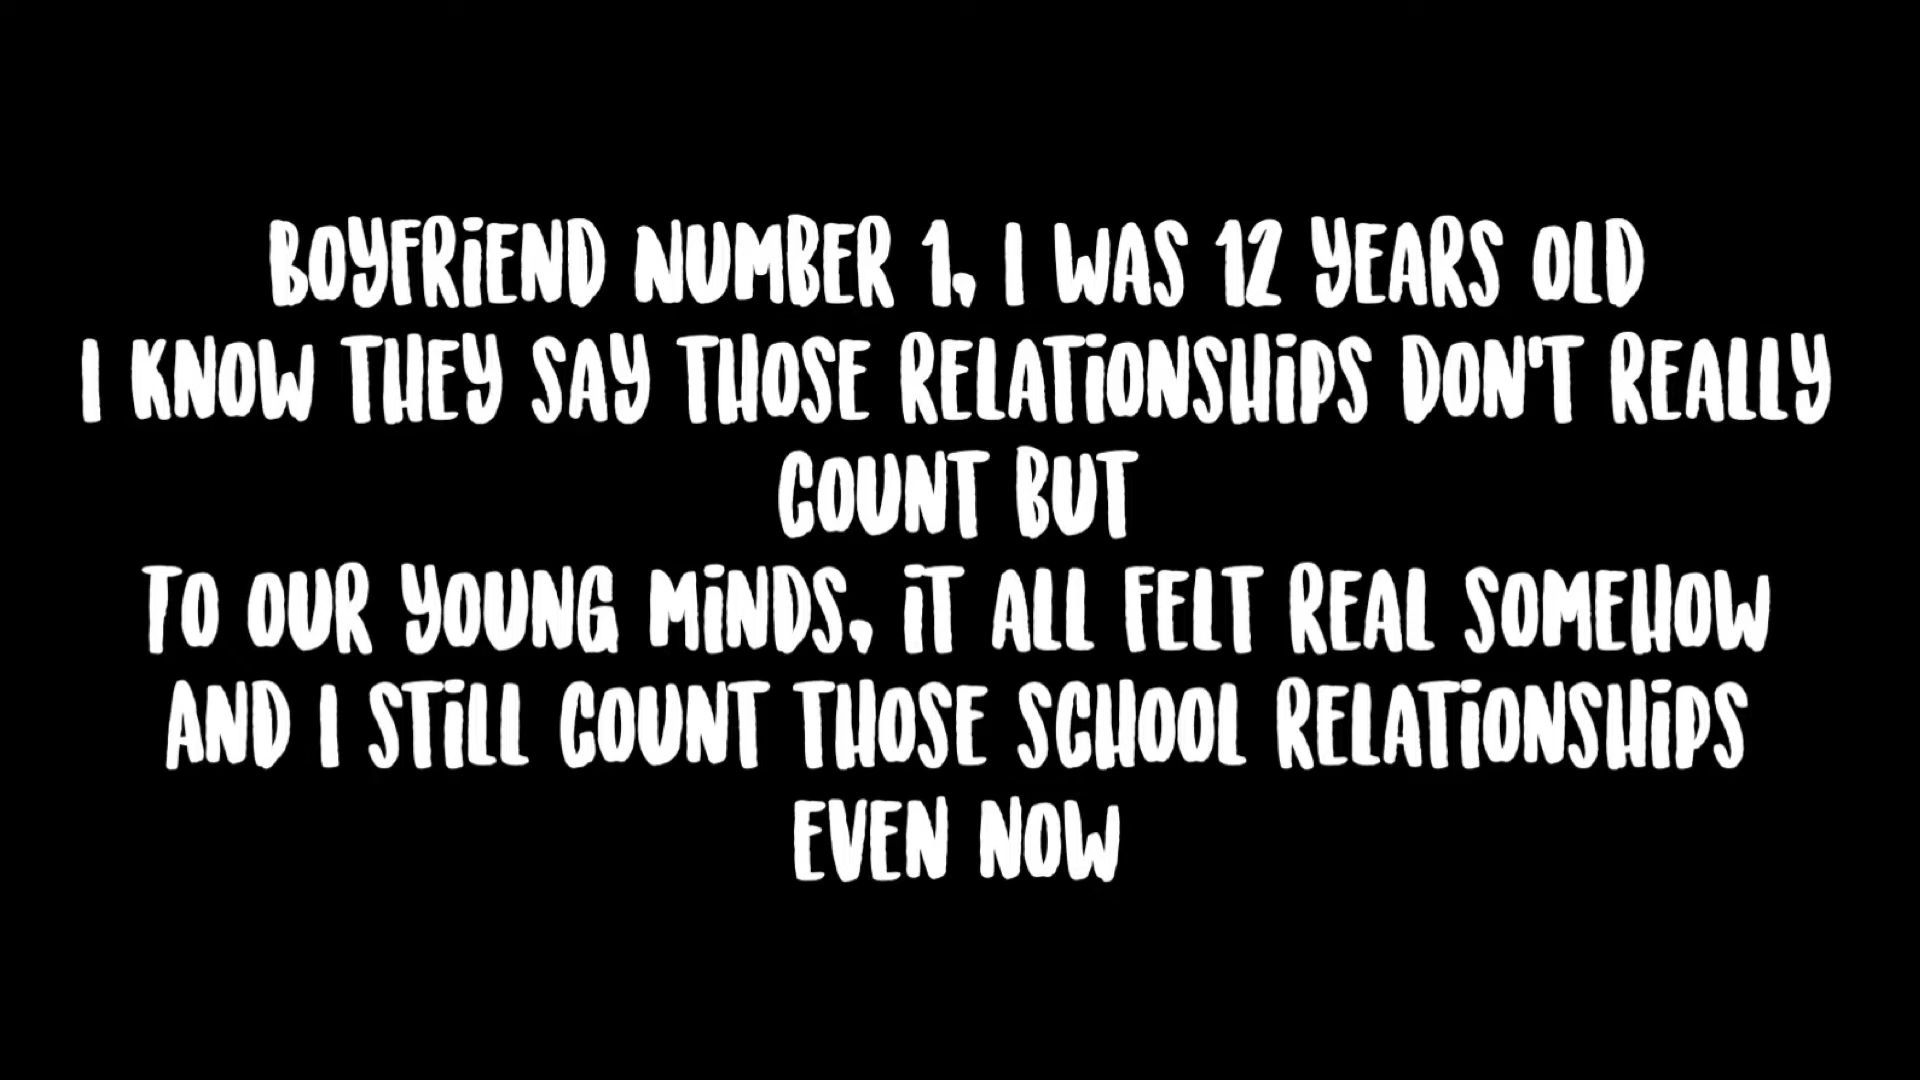 BOYFRiEND NUMBER 1, I WAS 12 YEARS OLD
I KNOW THEY SAY THOSE RELATiONSHiPS DON'T REALLY
COUNT BUT
TO OUR YOUNG MiNDS, iT ALL FELT REAL SOMEHOW
AND I STiLL COUNT THOSE SCHOOL RELATiONSHiPS
EVEN NOW